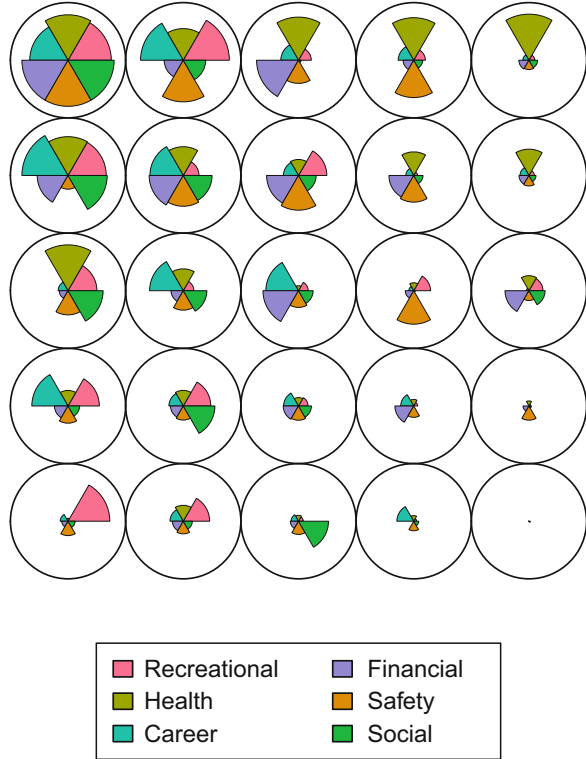 Recreational
Health
Career
Financial
Safety
Social